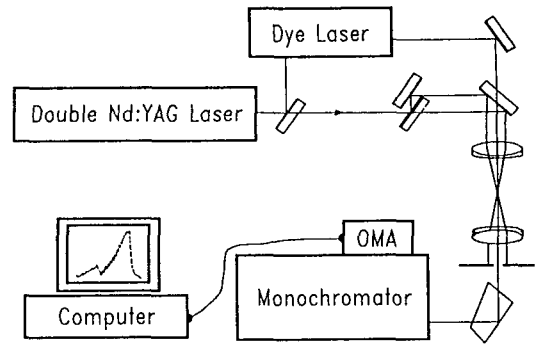 Dye Laser
Double Nd:YAG Laser
OMA
Monochromator
Computer